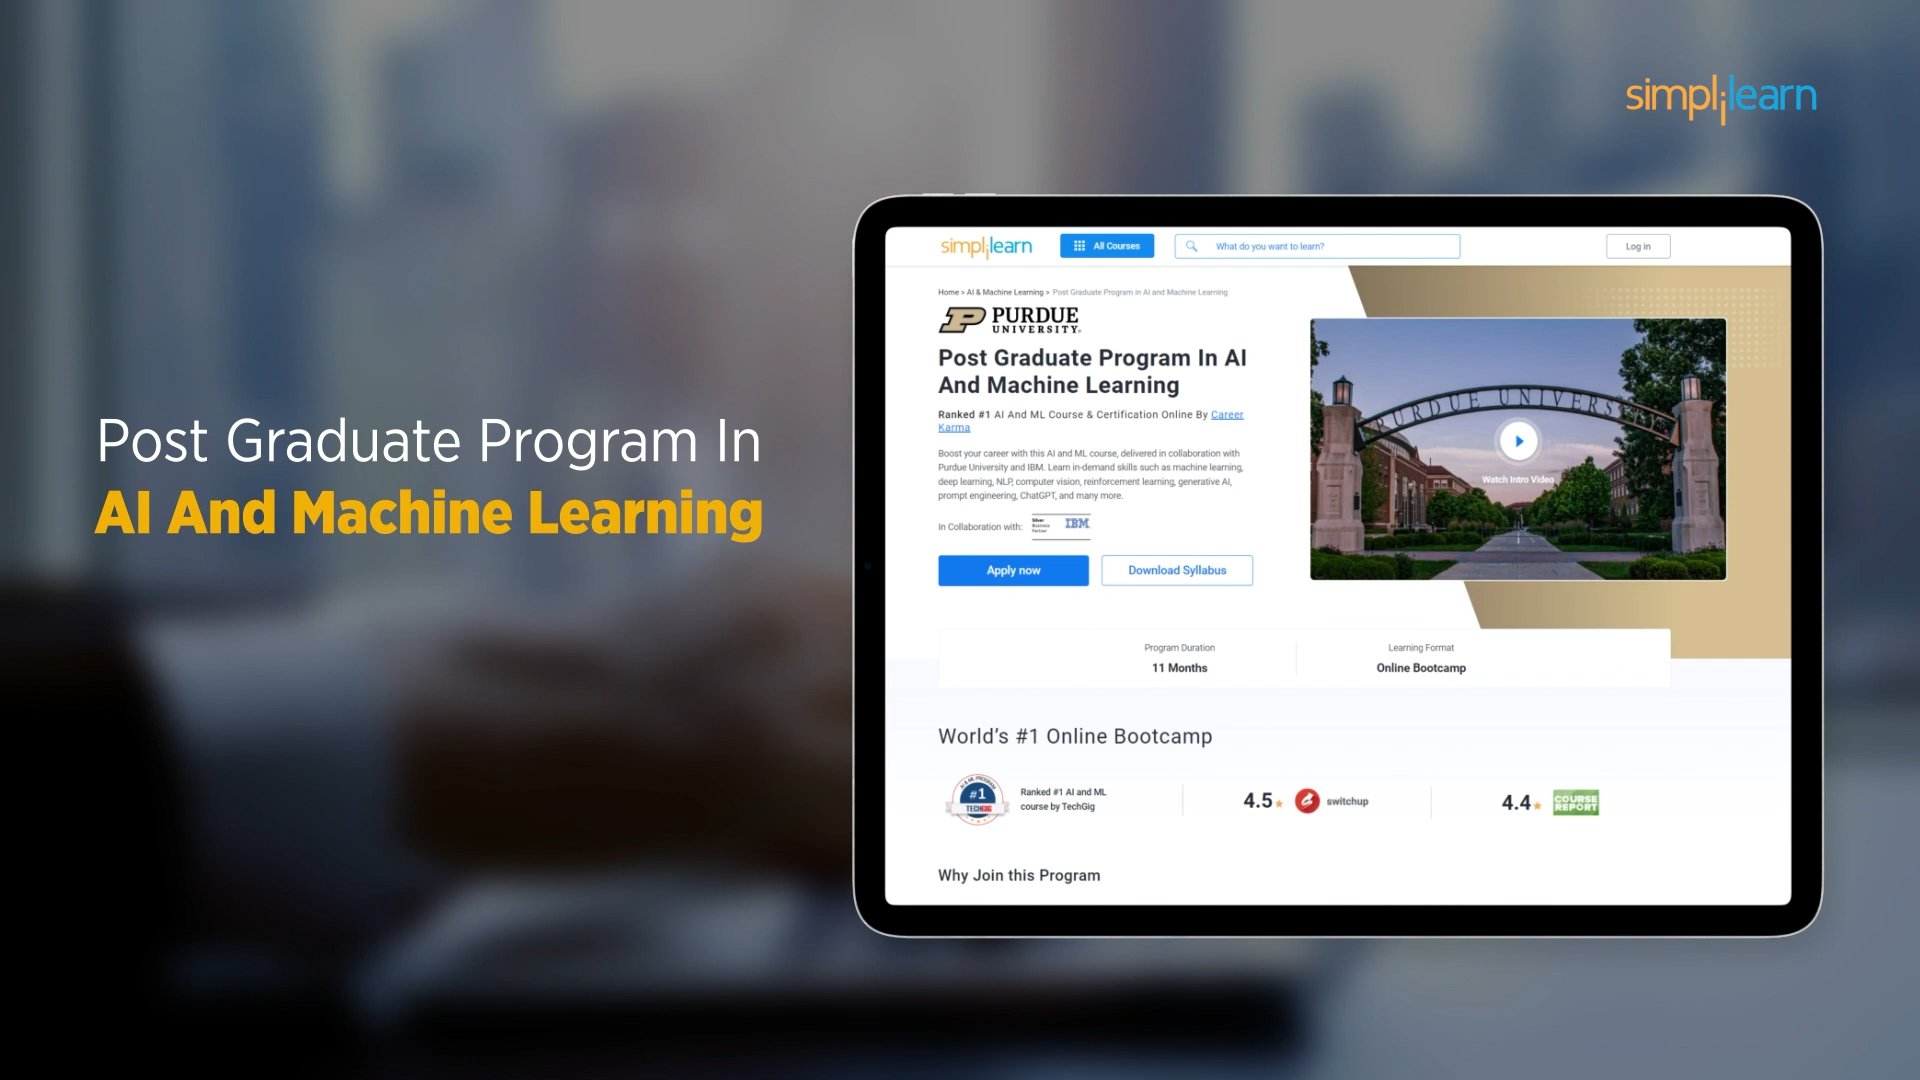 simplilearn
Post Graduate Program In
AI And Machine Learning
simplilearn
All Courses
What do you want to learn?
Log in
Home > AI & Machine Learning > Post Graduate Program in AI and Machine Learning
PURDUE
UNIVERSITY
Post Graduate Program In AI
And Machine Learning
Ranked #1 AI And ML Course & Certification Online By Career
Karma
Boost your career with this AI and ML course, delivered in collaboration with
Purdue University and IBM. Learn in-demand skills such as machine learning,
deep learning, NLP, computer vision, reinforcement learning, generative AI,
prompt engineering, ChatGPT, and many more.
In Collaboration with:
Silver
Business
Partner
IBM
Apply now
Download Syllabus
PURDUE UNIVERSITY
Watch Intro Video
Program Duration
11 Months
Learning Format
Online Bootcamp
World's #1 Online Bootcamp
AI & ML PROGRAM
#1
TECHGIG
Ranked #1 AI and ML
course by TechGig
4.5
switchup
4.4
COURSE
REPORT
Why Join this Program